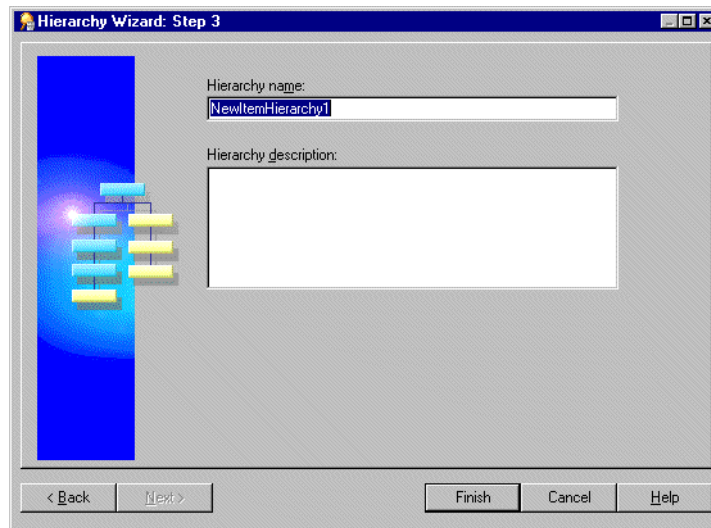 Hierarchy Wizard: Step 3
Hierarchy name:
NewItemHierarchy1
Hierarchy description:
< Back
Next >
Finish
Cancel
Help